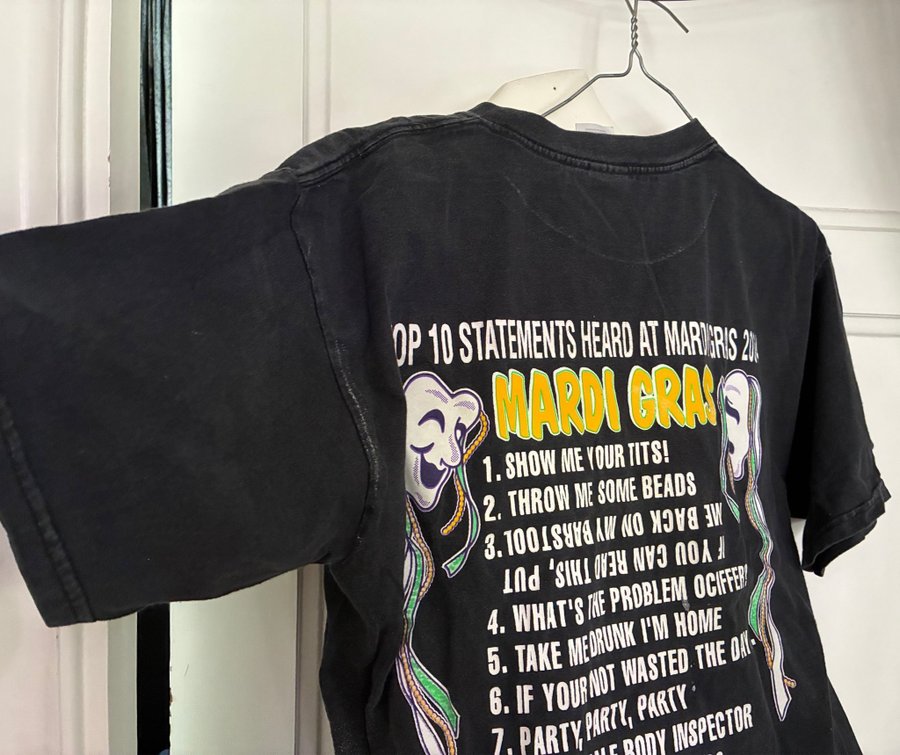 OP 10 STATEMENTS HEARD AT MARDI GRIS
MARDI GRAS
1. SHOW ME YOUR TITS!
2. THROW ME SOME BEADS
3. IF YOU CAN READ THIS, PUT
ME BACK ON MY BARSTOOL
4. WHAT'S THE PROBLEM OCIFFER?
5. TAKE ME DRUNK I'M HOME
6. IF YOUR NOT WASTED THE DAY
7. PARTY, PARTY, PARTY
BODY INSPECTOR